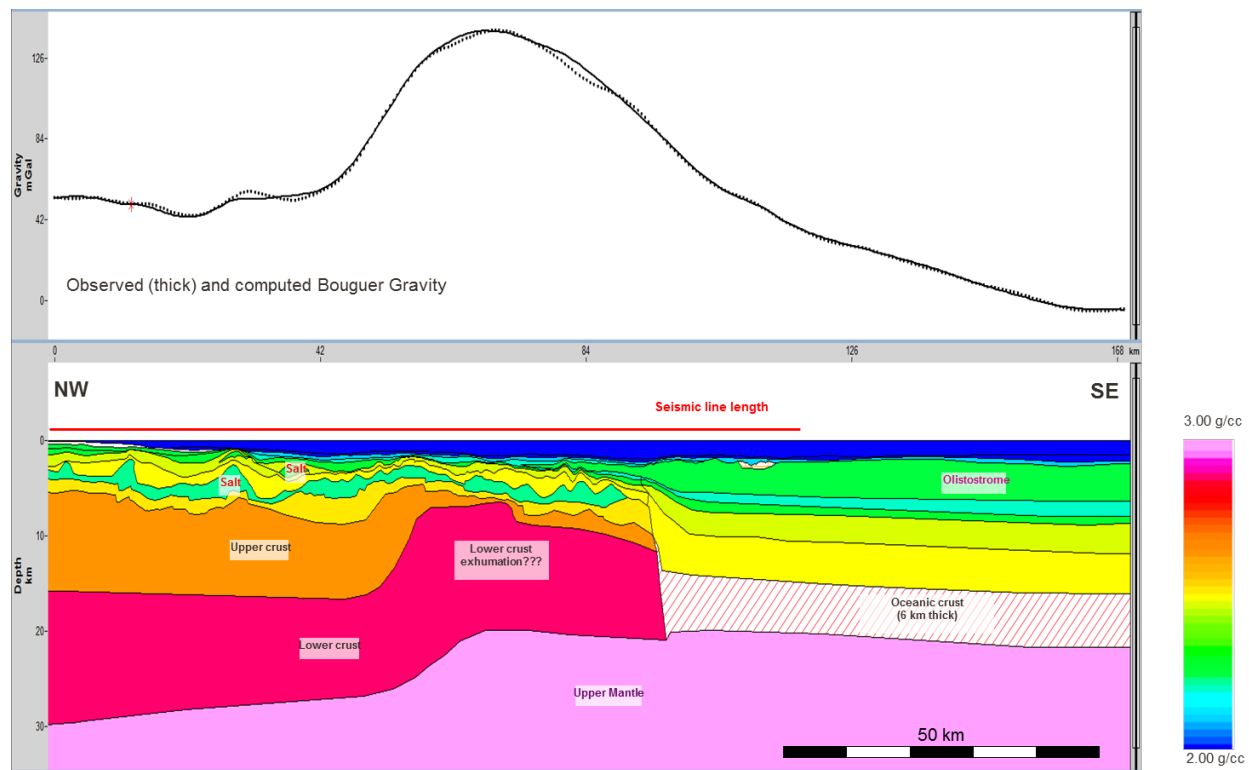 126
84
42
0
Gravity
mGal
Observed (thick) and computed Bouguer Gravity
0
42
84
126
168
km
NW
SE
Seismic line length
3.00 g/cc
0
Salt
Salt
Olistostrome
10
Upper crust
Lower crust
exhumation???
Depth
km
Oceanic crust
(6 km thick)
20
Lower crust
Upper Mantle
30
50 km
2.00 g/cc